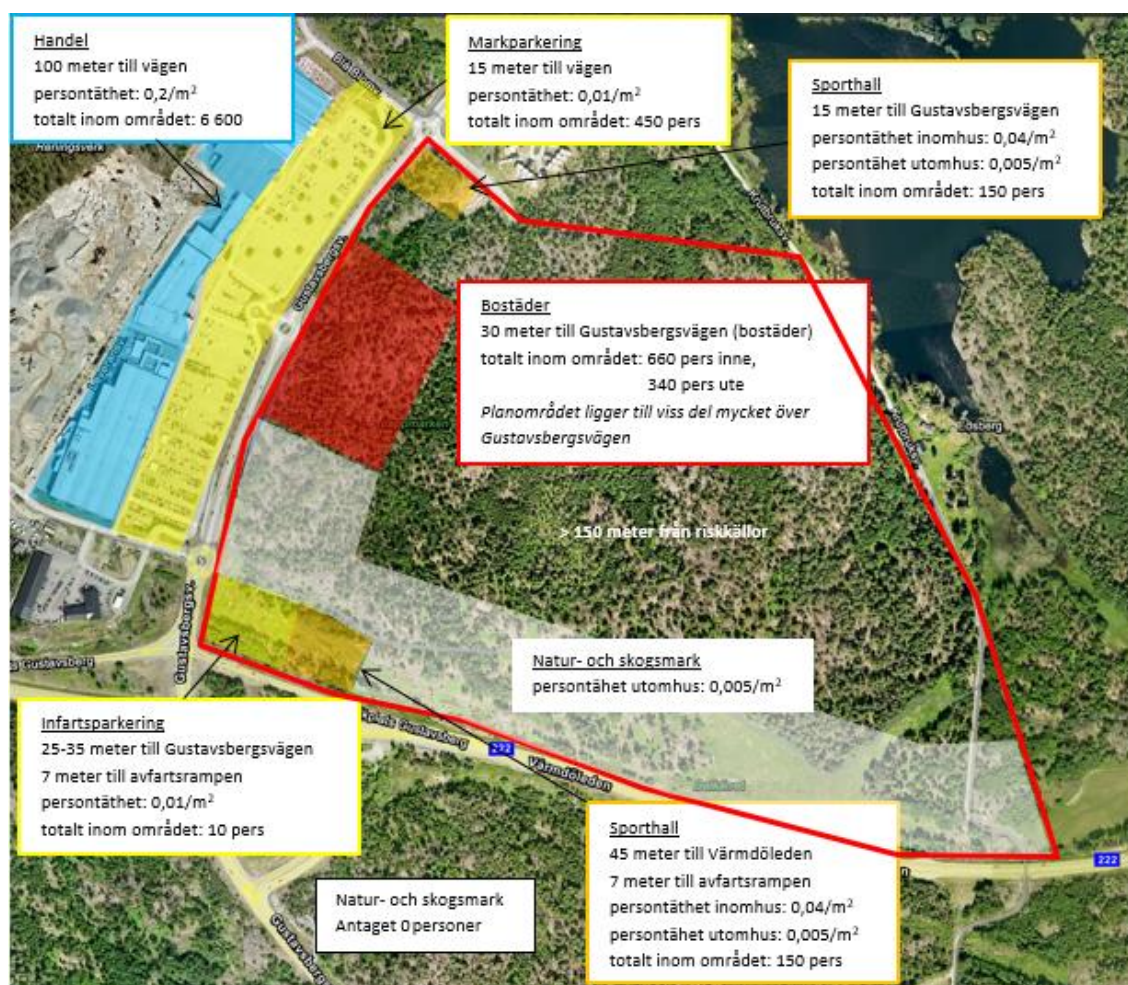 Handel
100 meter till vägen
persontäthet: 0,2/m²
totalt inom området: 6 600
Markparkering
15 meter till vägen
persontäthet: 0,01/m²
totalt inom området: 450 pers
Sporthall
15 meter till Gustavsbergsvägen
persontäthet inomhus: 0,04/m²
persontähet utomhus: 0,005/m²
totalt inom området: 150 pers
Gustavsbergsv.
Bostäder
30 meter till Gustavsbergsvägen (bostäder)
totalt inom området: 660 pers inne,
340 pers ute
Planområdet ligger till viss del mycket över
Gustavsbergsvägen
> 150 meter från riskkällor
Gustavsbergsv.
Natur- och skogsmark
persontähet utomhus: 0,005/m²
Infartsparkering
25-35 meter till Gustavsbergsvägen
7 meter till avfartsrampen
persontäthet: 0,01/m²
totalt inom området: 10 pers
222
Värmdöleden
Sporthall
45 meter till Värmdöleden
7 meter till avfartsrampen
persontäthet inomhus: 0,04/m²
persontähet utomhus: 0,005/m²
totalt inom området: 150 pers
222
Natur- och skogsmark
Antaget 0 personer
Gustavsberg